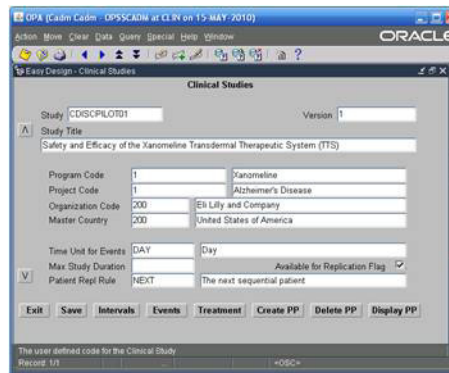 OPA (Cadm Cadm - OPSSCADM at CLIN on 15-MAY-2010)
Action Move Clear Data Query Special Help Window
ORACLE
Easy Design - Clinical Studies
Clinical Studies
Study CDISCPILOT01 Version 1
Study Title
Safety and Efficacy of the Xanomeline Transdermal Therapeutic System (TTS)
Program Code 1 Xanomeline
Project Code 1 Alzheimer's Disease
Organization Code 200 Eli Lilly and Company
Master Country 200 United States of America
Time Unit for Events DAY Day
Max Study Duration Available for Replication Flag
Patient Repl Rule NEXT The next sequential patient
Exit Save Intervals Events Treatment Create PP Delete PP Display PP
The user defined code for the Clinical Study
Record: 1/1 <OSC>